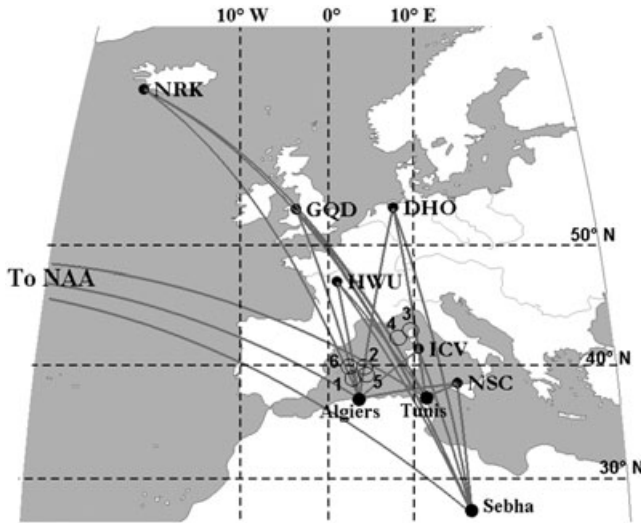 10° W 0° 10° E
NRK
GQD DHO
50° N
To NAA
HWU
3
4
ICV
2
6
40° N
NSC
1 5
Algiers Tunis
30° N
Sebha